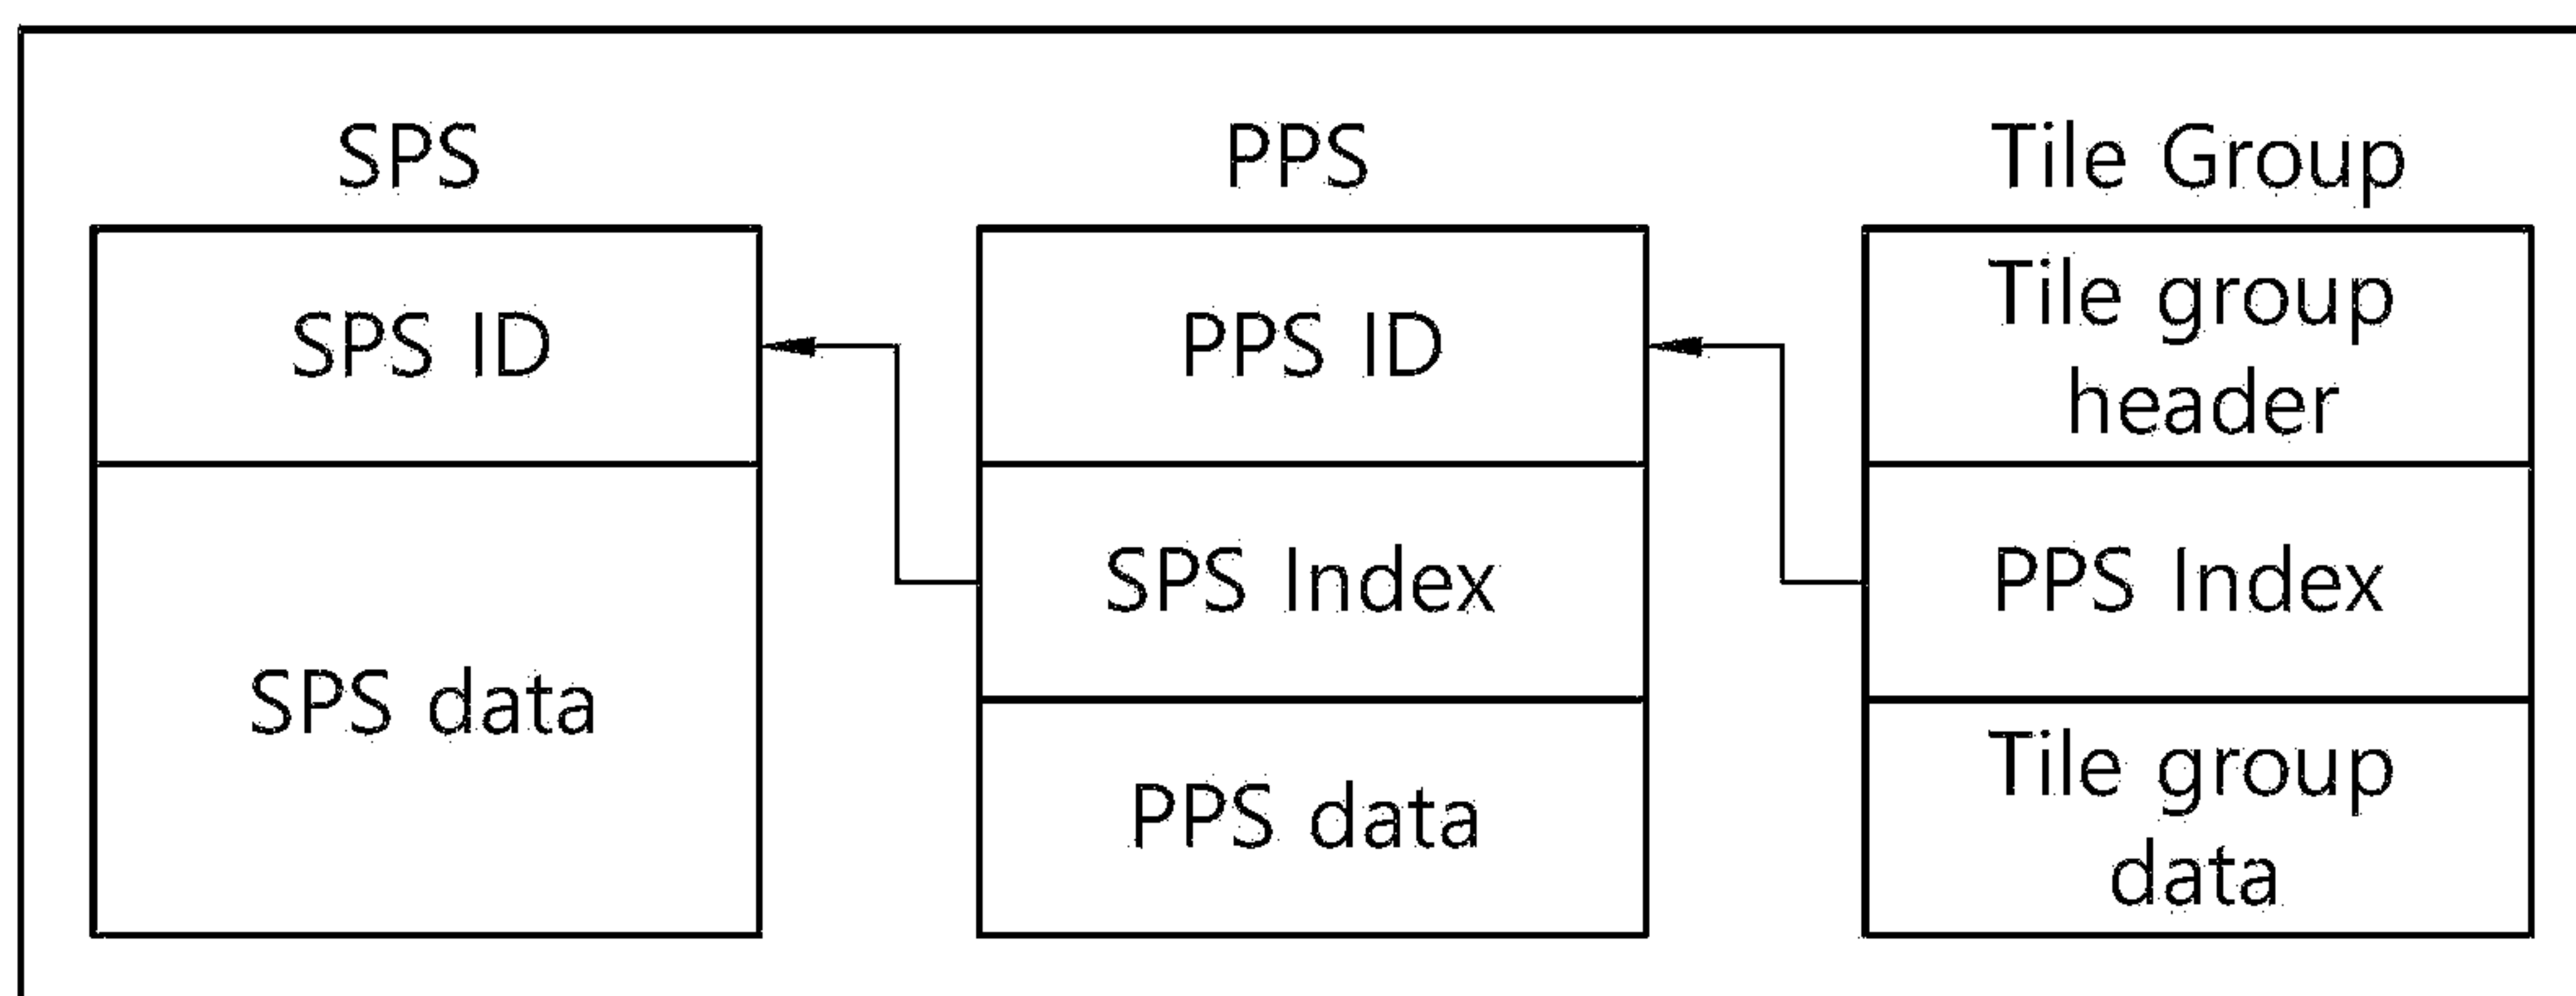 SPS
SPS ID
SPS data
PPS
PPS ID
SPS Index
PPS data
Tile Group
Tile group
header
PPS Index
Tile group
data